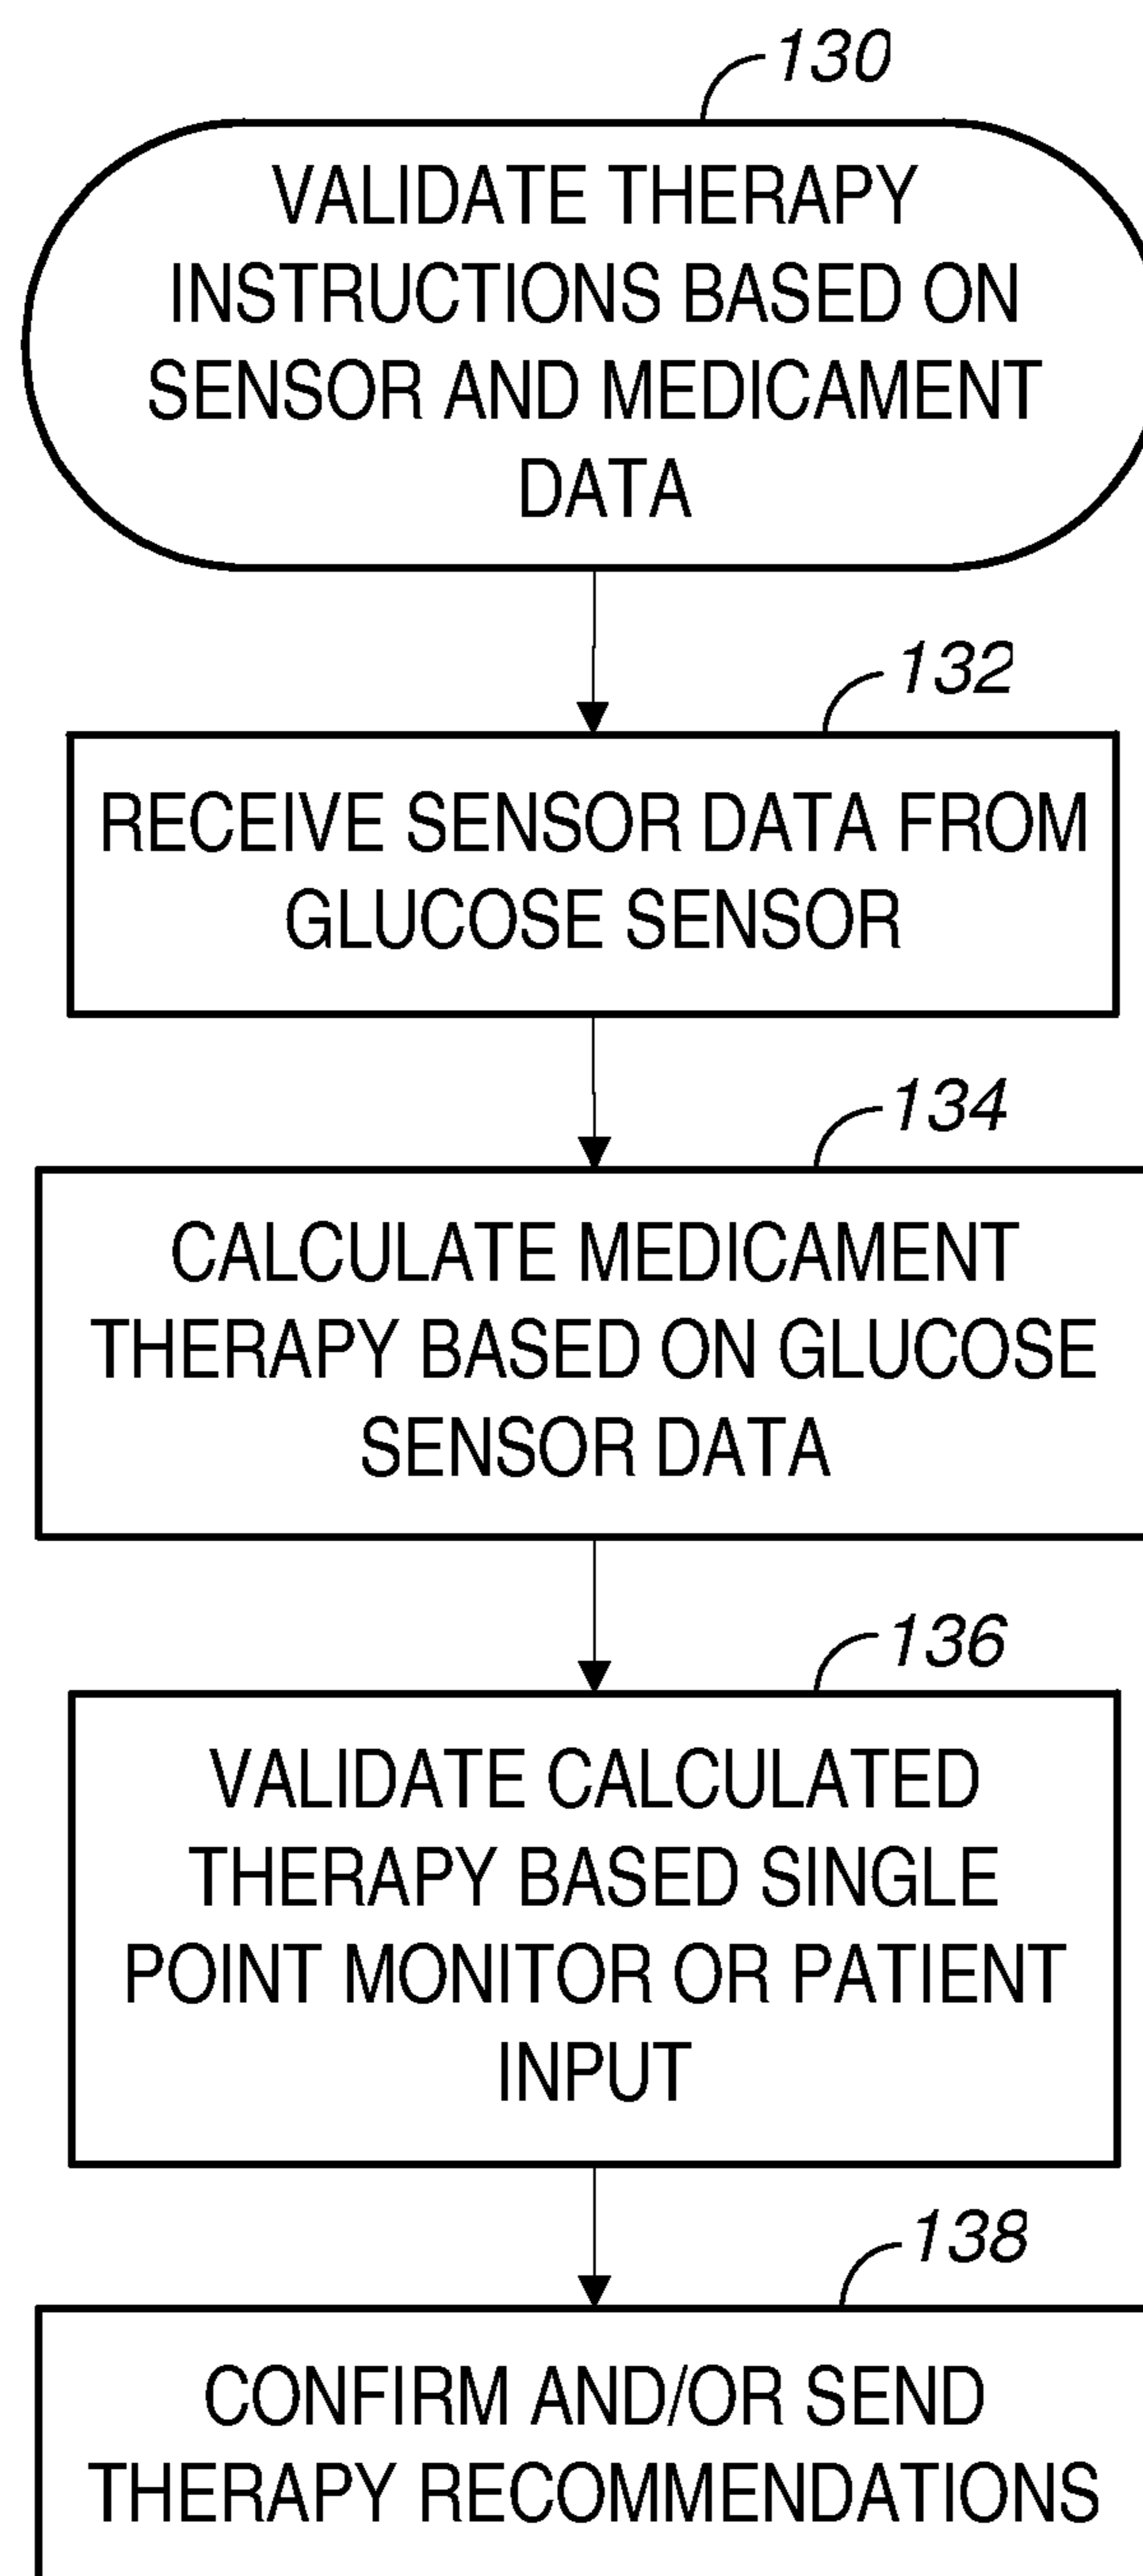 130
VALIDATE THERAPY
INSTRUCTIONS BASED ON
SENSOR AND MEDICAMENT
DATA
132
RECEIVE SENSOR DATA FROM
GLUCOSE SENSOR
134
CALCULATE MEDICAMENT
THERAPY BASED ON GLUCOSE
SENSOR DATA
136
VALIDATE CALCULATED
THERAPY BASED SINGLE
POINT MONITOR OR PATIENT
INPUT
138
CONFIRM AND/OR SEND
THERAPY RECOMMENDATIONS